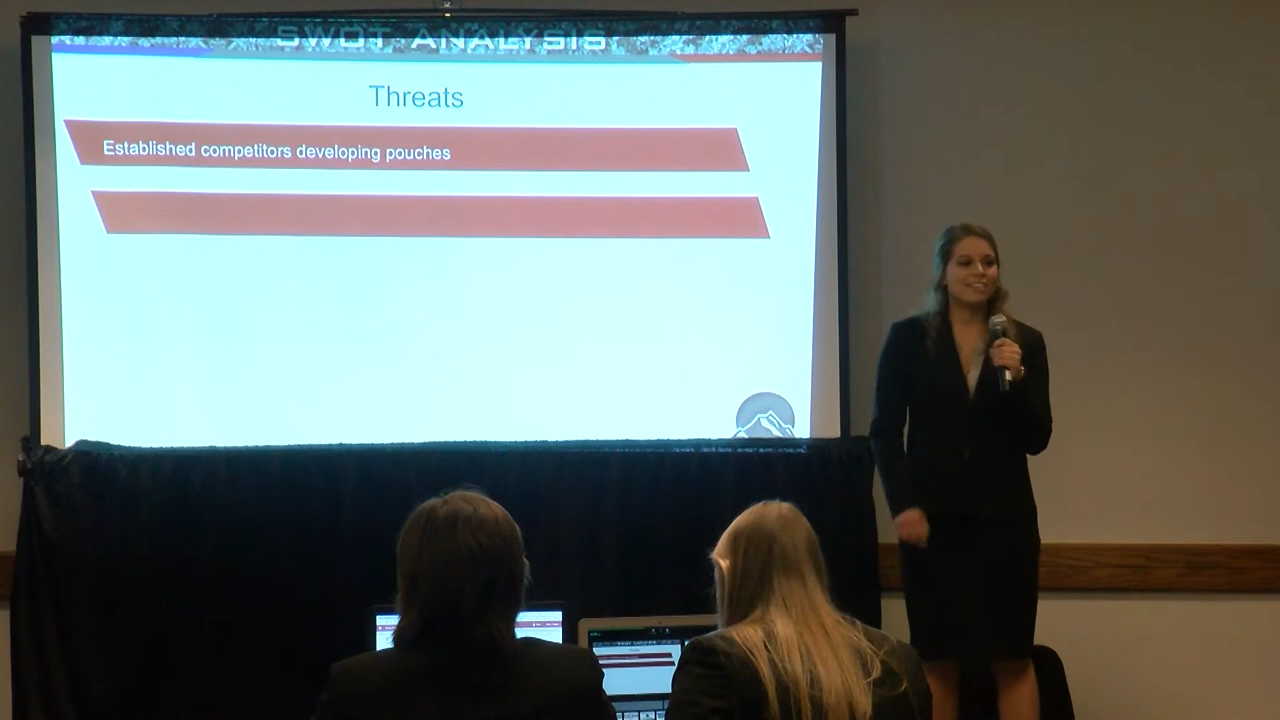 SWOT ANALYSIS
Threats
Established competitors developing pouches